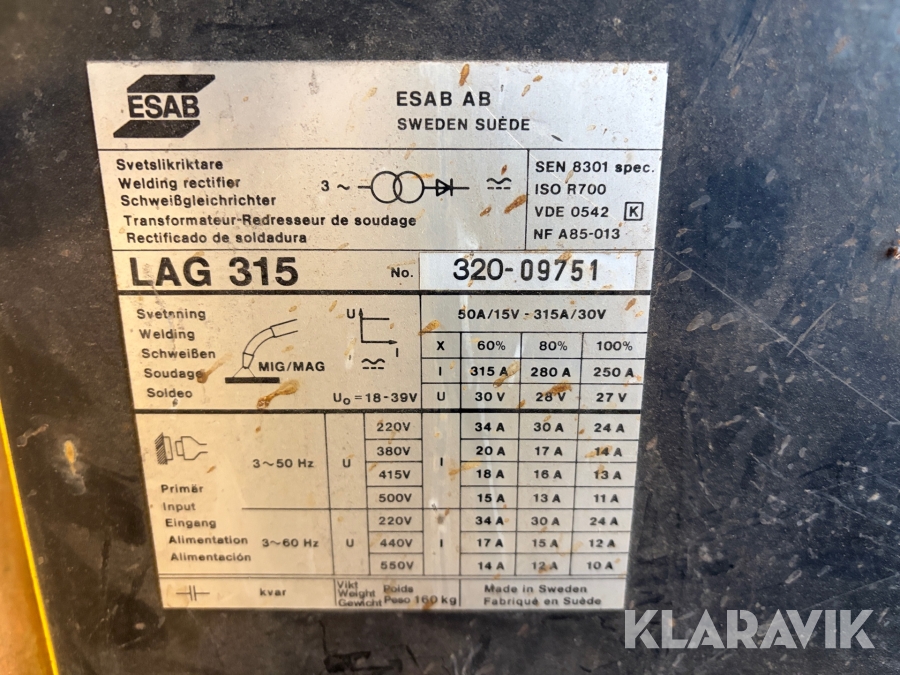 ESAB
ESAB AB
SWEDEN SUÈDE
Svetslikriktare
Welding rectifier
Schweißgleichrichter
Transformateur-Redresseur de soudage
Rectificado de soldadura
3 ~
SEN 8301 spec.
ISO R700
VDE 0542 K
NF A85-013
LAG 315 No. 320-09751
Svetsning
Welding
Schweißen
Soudage
Soldeo
MIG/MAG
U
I
U₀ = 18-39V
50A/15V - 315A/30V
X 60% 80% 100%
I 315 A 280 A 250 A
U 30 V 28 V 27 V
Primär
Input
Eingang
Alimentation
Alimentación
3~50 Hz U I
220V 34 A 30 A 24 A
380V 20 A 17 A 14 A
415V 18 A 16 A 13 A
500V 15 A 13 A 11 A
3~60 Hz U I
220V 34 A 30 A 24 A
440V 17 A 15 A 12 A
550V 14 A 12 A 10 A
kvar
Vikt Poids
Weight
Gewicht Peso 160 kg
Made in Sweden
Fabriqué en Suède
KLARAVIK